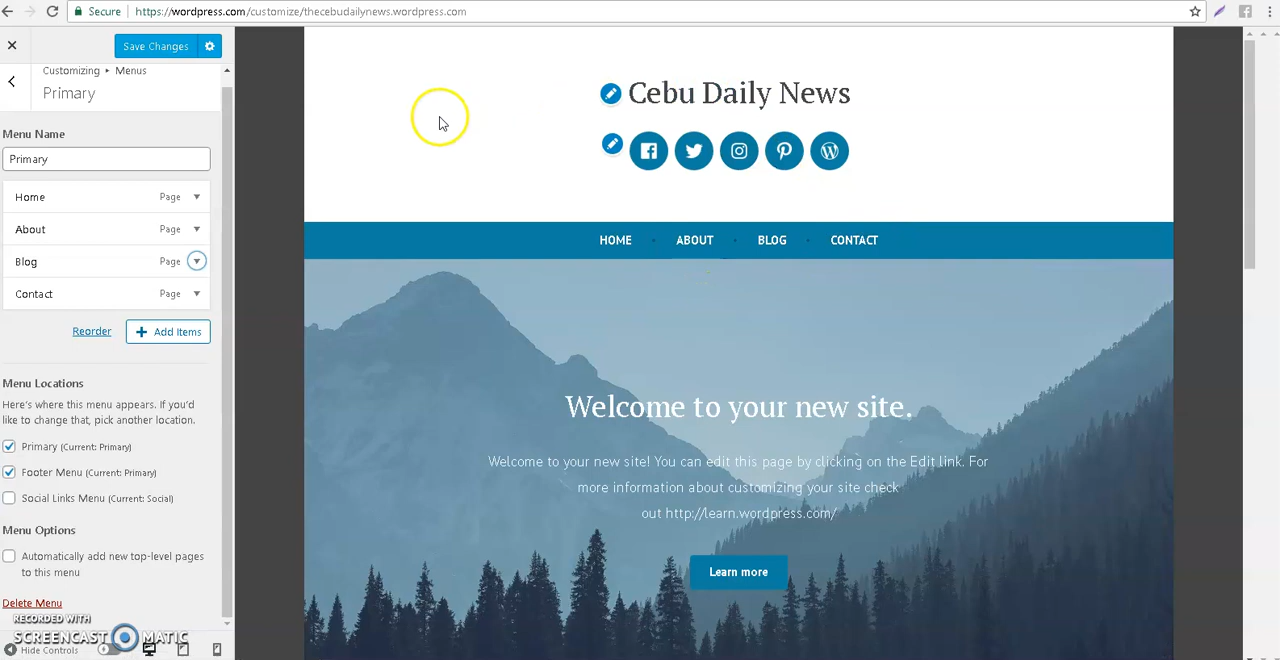 Secure
https://wordpress.com/customize/thecebudailynews.wordpress.com
Save Changes
Customizing ▸ Menus
Primary
Menu Name
Primary
Home Page
About Page
Blog Page
Contact Page
Reorder
Add Items
Menu Locations
Here's where this menu appears. If you'd
like to change that, pick another location.
Primary (Current: Primary)
Footer Menu (Current: Primary)
Social Links Menu (Current: Social)
Menu Options
Automatically add new top-level pages
to this menu
Delete Menu
RECORDED WITH
SCREENCAST MATIC
Hide Controls
Cebu Daily News
HOME
ABOUT
BLOG
CONTACT
Welcome to your new site.
Welcome to your new site! You can edit this page by clicking on the Edit link. For
more information about customizing your site check
out http://learn.wordpress.com/
Learn more